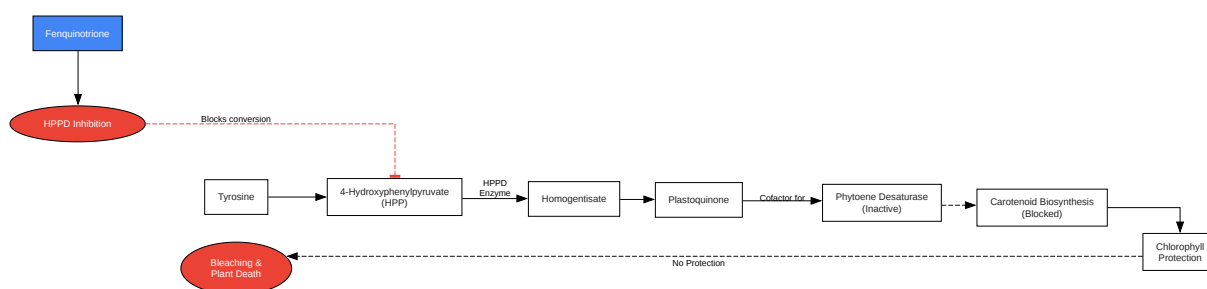 Fenquinotrione
HPPD Inhibition
Blocks conversion
Tyrosine
4-Hydroxyphenylpyruvate
(HPP)
HPPD
Enzyme
Homogentisate
Plastoquinone
Cofactor for
Phytoene Desaturase
(Inactive)
Carotenoid Biosynthesis
(Blocked)
Chlorophyll
Protection
No Protection
Bleaching &
Plant Death